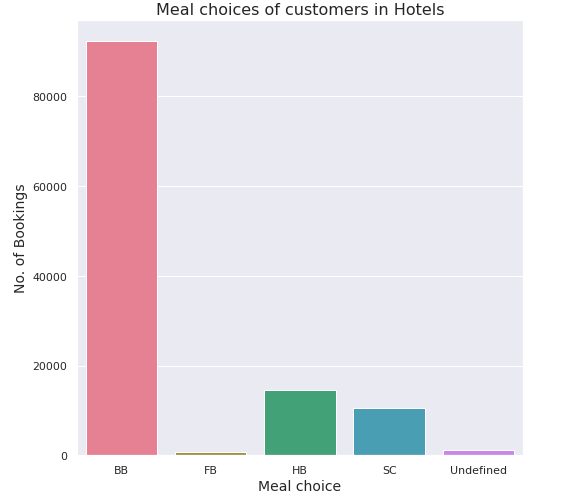 Meal choices of customers in Hotels
No. of Bookings
80000
60000
40000
20000
0
BB FB HB SC Undefined
Meal choice